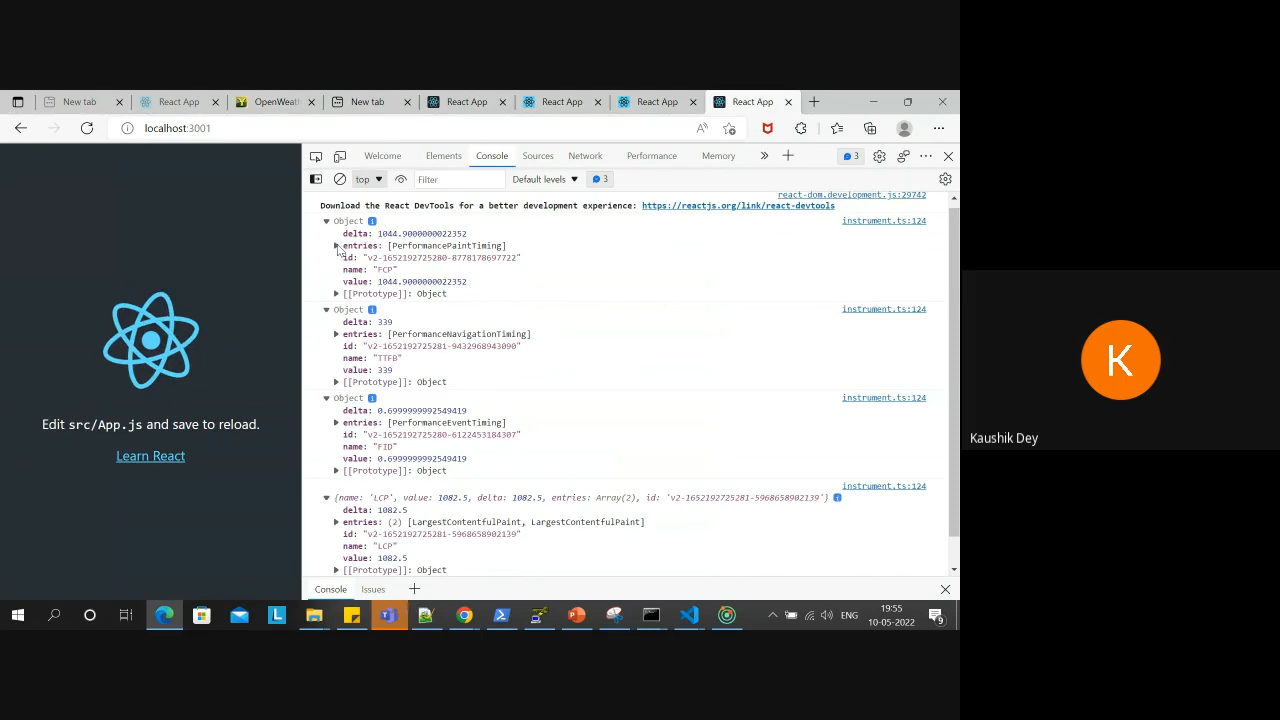 New tab
React App
OpenWeat
New tab
React App
React App
React App
React App
localhost:3001
Welcome
Elements
Console
Sources
Network
Performance
Memory
3
top
Filter
Default levels
3
react-dom.development.js:29742
Download the React DevTools for a better development experience: https://reactjs.org/link/react-devtools
Object
instrument.ts:124
delta: 1044.9000000022352
entries: [PerformancePaintTiming]
id: "v2-1652192725280-8778178697722"
name: "FCP"
value: 1044.9000000022352
[[Prototype]]: Object
Object
instrument.ts:124
delta: 339
entries: [PerformanceNavigationTiming]
id: "v2-1652192725281-9432968943090"
name: "TTFB"
value: 339
[[Prototype]]: Object
Object
instrument.ts:124
delta: 0.6999999992549419
entries: [PerformanceEventTiming]
id: "v2-1652192725280-6122453184307"
name: "FID"
value: 0.6999999992549419
[[Prototype]]: Object
instrument.ts:124
{name: 'LCP', value: 1082.5, delta: 1082.5, entries: Array(2), id: 'v2-1652192725281-5968658902139'}
delta: 1082.5
entries: (2) [LargestContentfulPaint, LargestContentfulPaint]
id: "v2-1652192725281-5968658902139"
name: "LCP"
value: 1082.5
[[Prototype]]: Object
Console
Issues
Edit src/App.js and save to reload.
Learn React
K
Kaushik Dey
L
ENG
19:55
10-05-2022
9